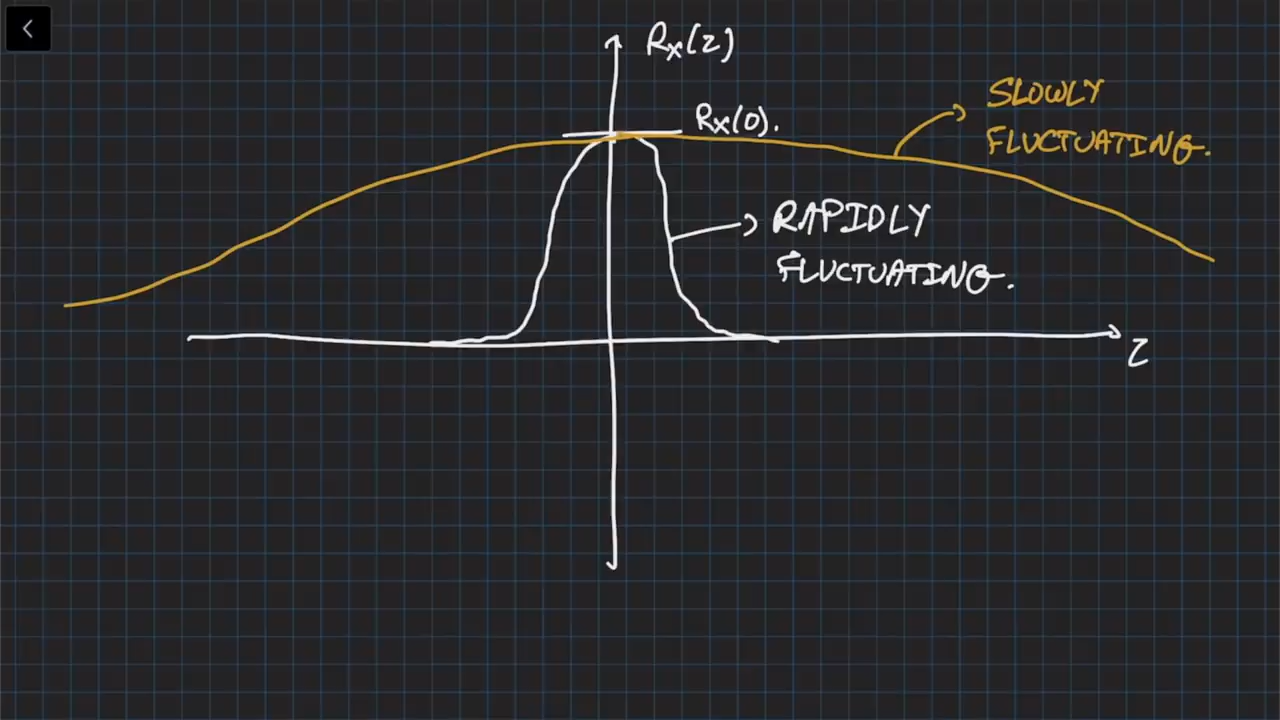 Rx(τ)
Rx(0).
SLOWLY
FLUCTUATING.
RAPIDLY
FLUCTUATING.
τ